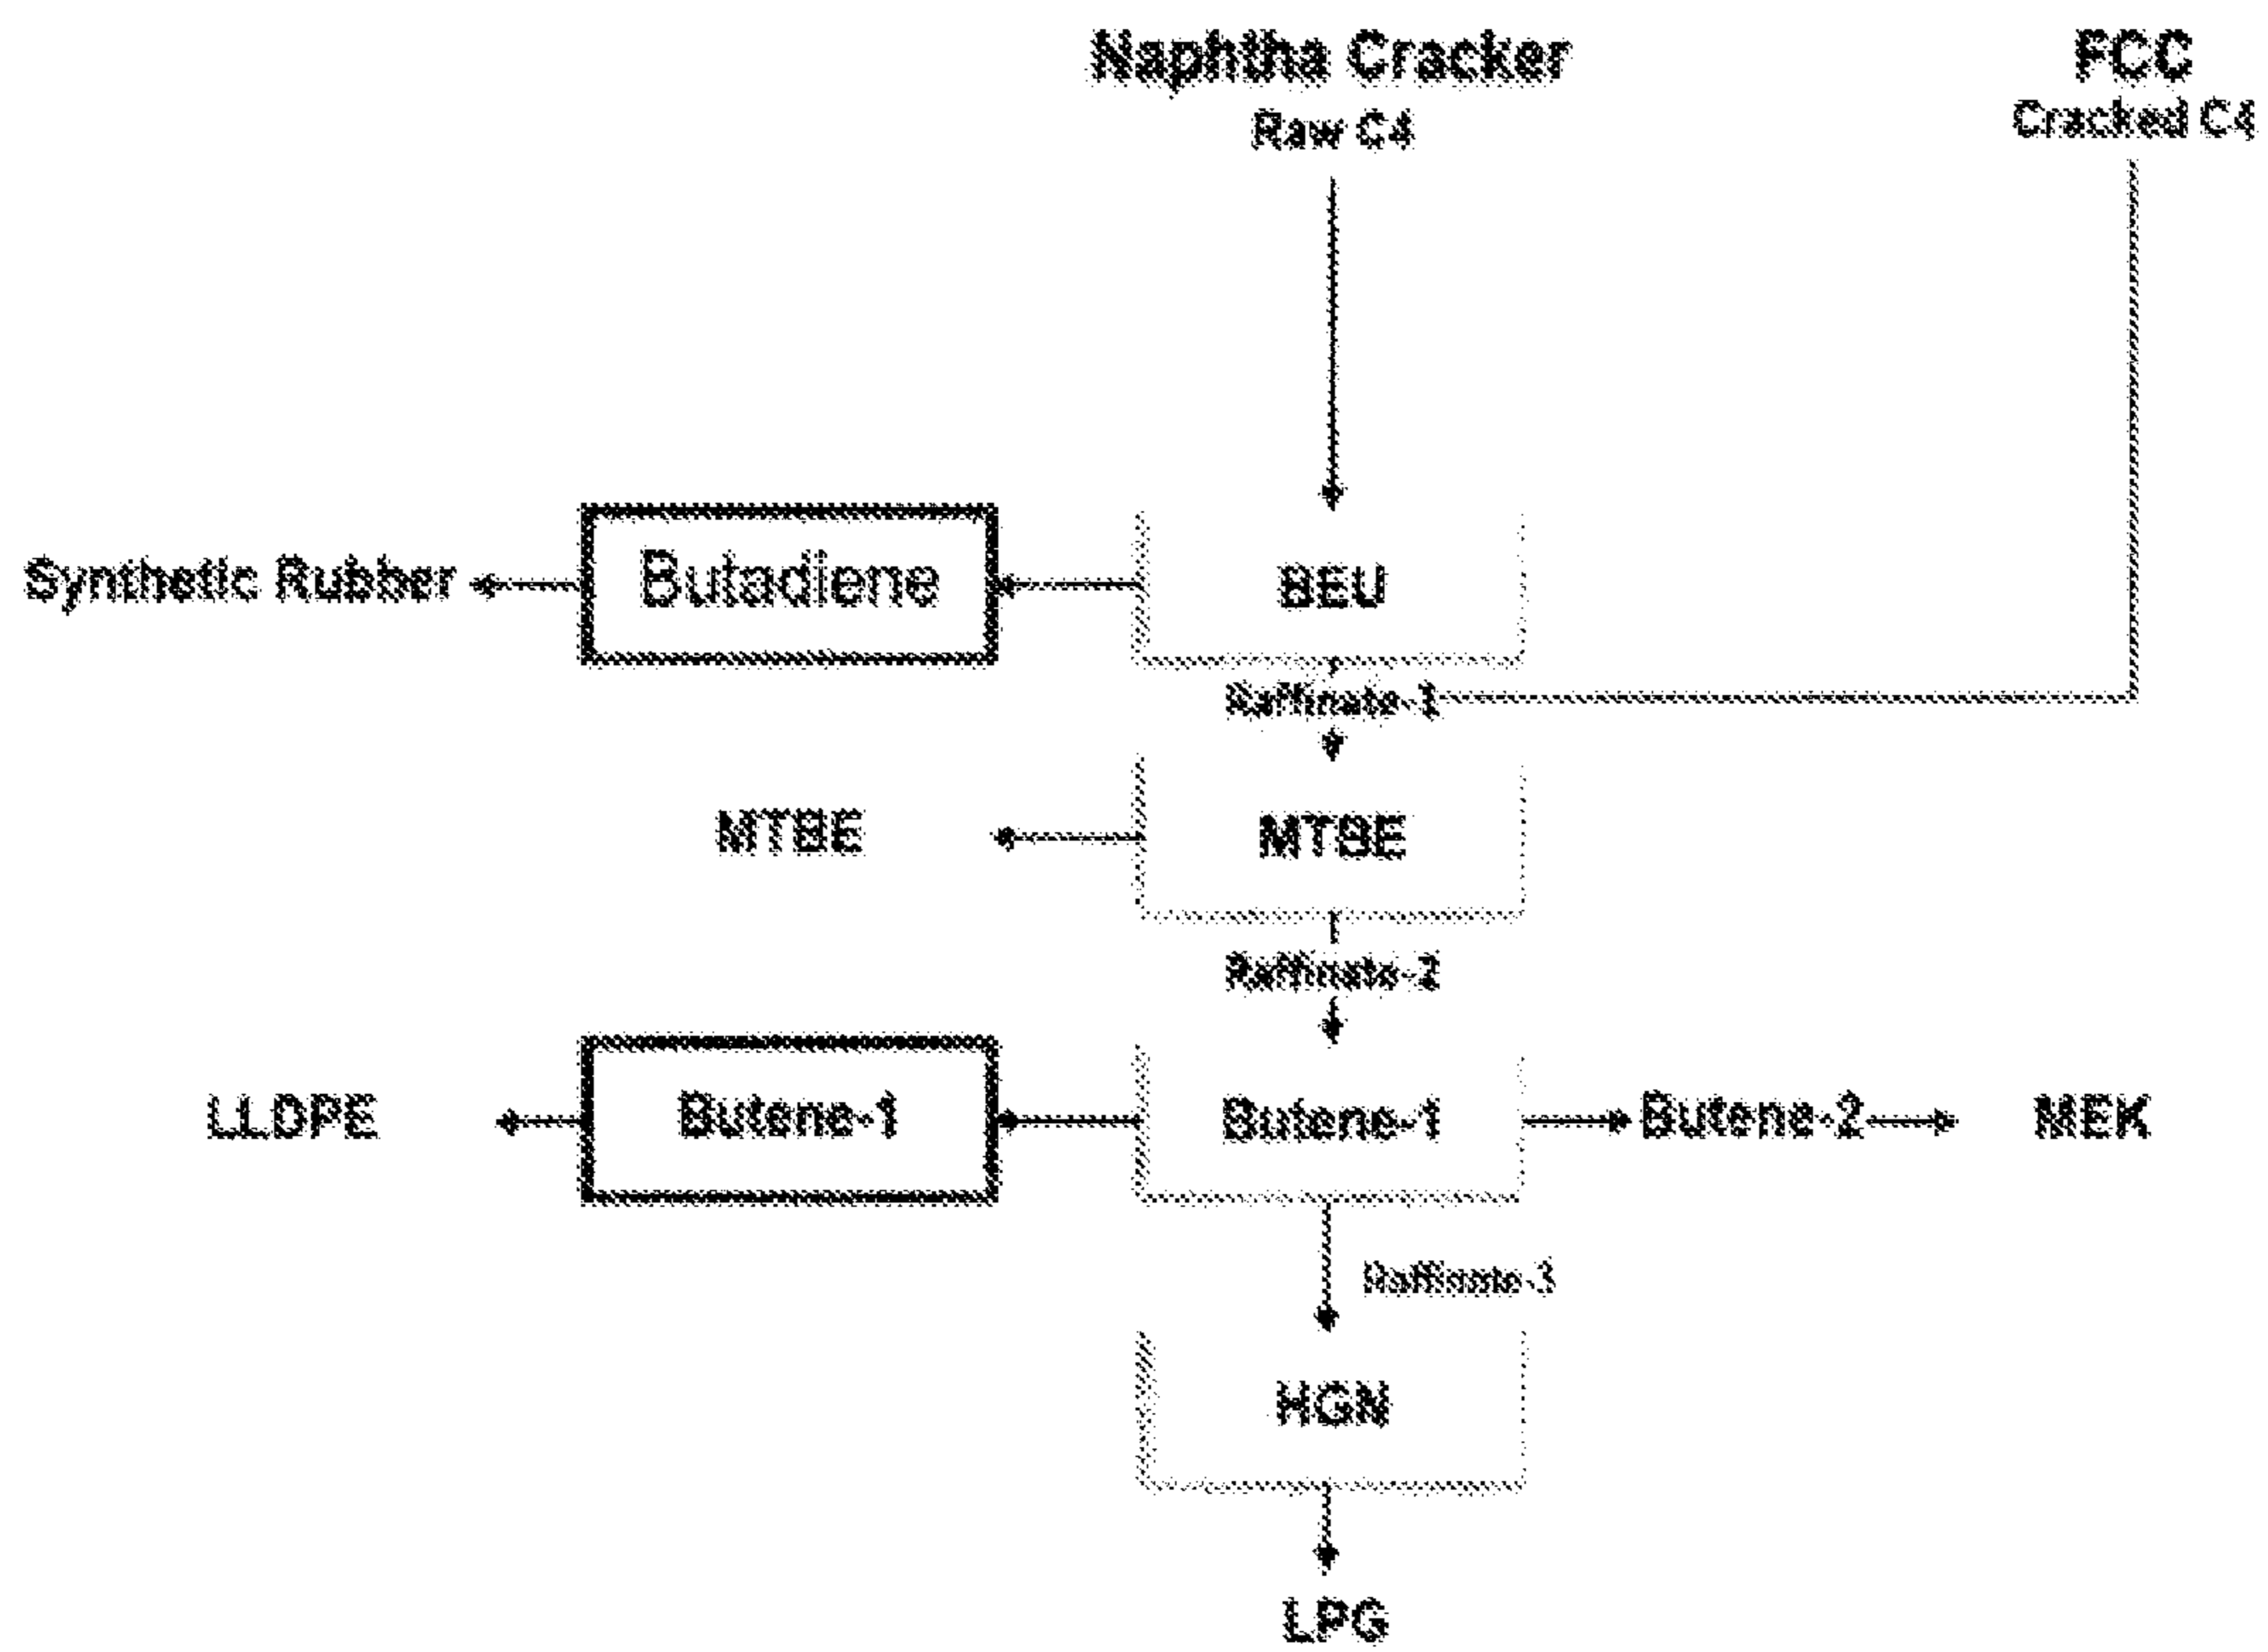 Naphtha Cracker
Raw C4
FCC
Cracked C4
Synthetic Rubber
Butadiene
BEU
Raffinate-1
MTBE
MTBE
Raffinate-2
LLDPE
Butene-1
Butene-1
Butene-2
MEK
Raffinate-3
HGN
LPG